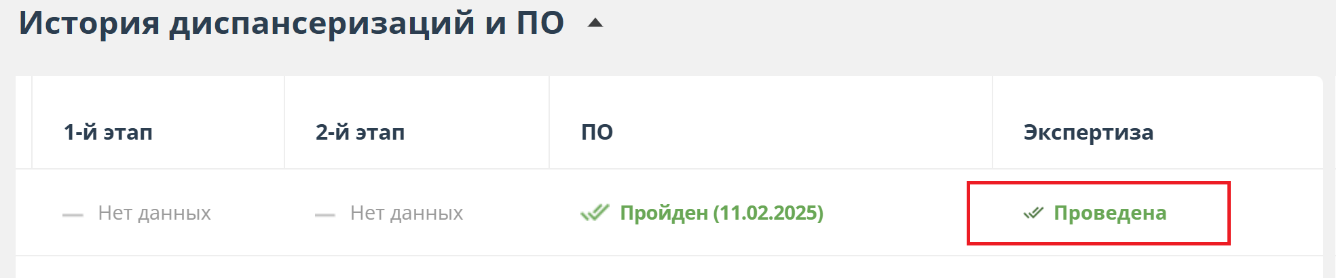 История диспансеризаций и ПО
1-й этап 2-й этап ПО Экспертиза
Нет данных Нет данных Пройден (11.02.2025) Проведена